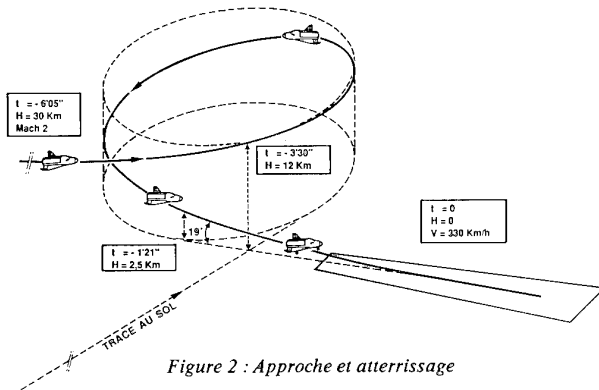 t = - 6'05"
H = 30 Km
Mach 2
t = - 3'30"
H = 12 Km
t = 0
H = 0
V = 330 Km/h
19°
t = - 1'21"
H = 2,5 Km
TRACE AU SOL
Figure 2 : Approche et atterrissage